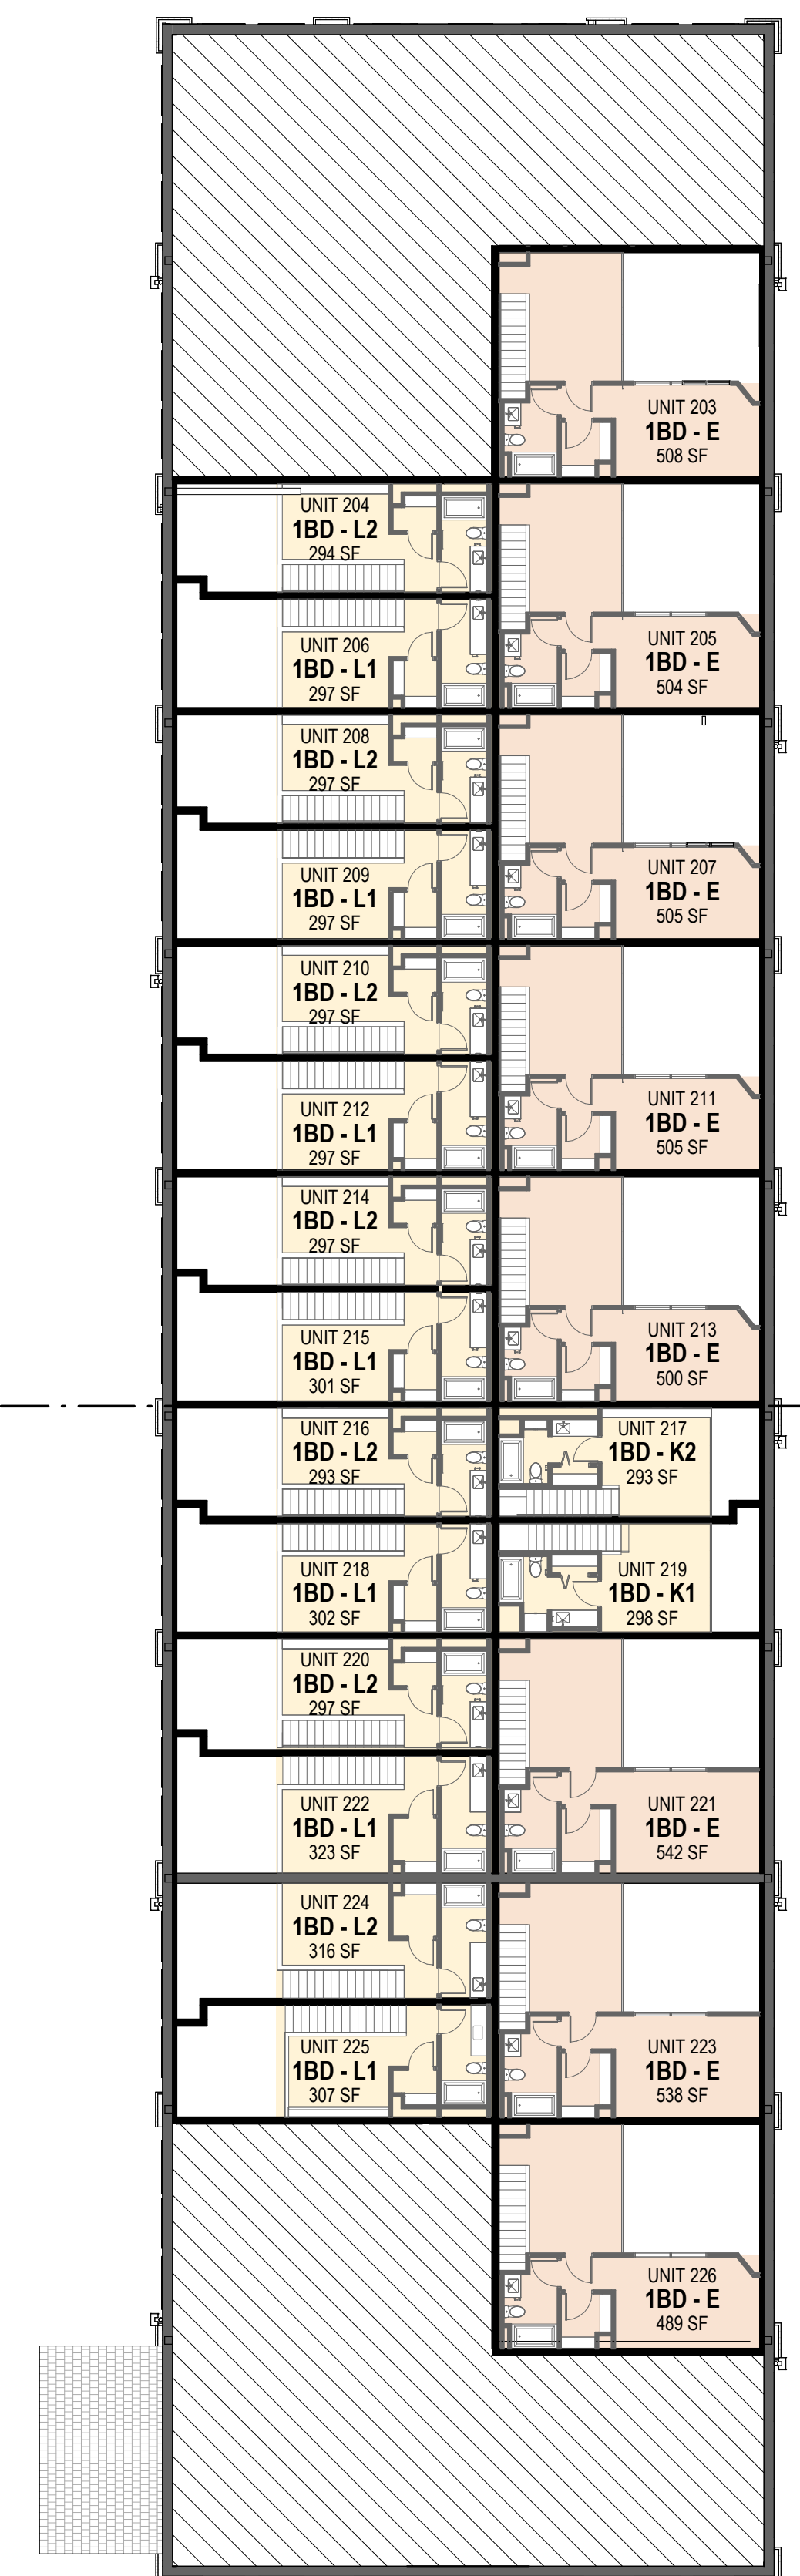 UNIT 203
1BD - E
508 SF
UNIT 204
1BD - L2
294 SF
UNIT 205
1BD - E
504 SF
UNIT 206
1BD - L1
297 SF
UNIT 208
1BD - L2
297 SF
UNIT 207
1BD - E
505 SF
UNIT 209
1BD - L1
297 SF
UNIT 210
1BD - L2
297 SF
UNIT 211
1BD - E
505 SF
UNIT 212
1BD - L1
297 SF
UNIT 214
1BD - L2
297 SF
UNIT 213
1BD - E
500 SF
UNIT 215
1BD - L1
301 SF
UNIT 216
1BD - L2
293 SF
UNIT 217
1BD - K2
293 SF
UNIT 218
1BD - L1
302 SF
UNIT 219
1BD - K1
298 SF
UNIT 220
1BD - L2
297 SF
UNIT 222
1BD - L1
323 SF
UNIT 221
1BD - E
542 SF
UNIT 224
1BD - L2
316 SF
UNIT 225
1BD - L1
307 SF
UNIT 223
1BD - E
538 SF
UNIT 226
1BD - E
489 SF